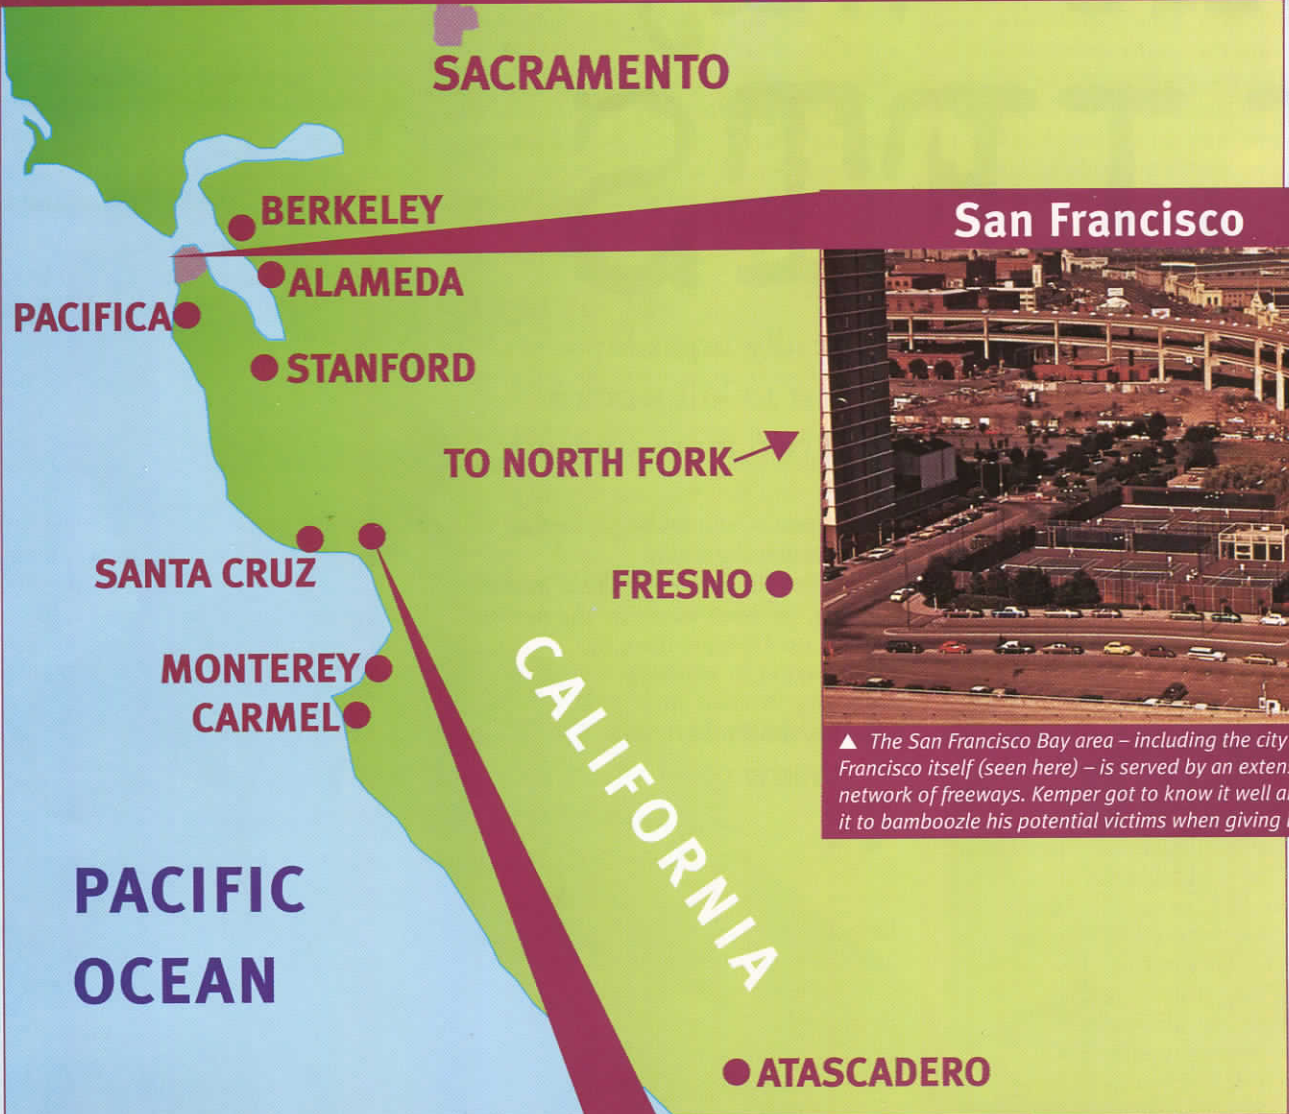 SACRAMENTO
BERKELEY
San Francisco
ALAMEDA
PACIFICA
STANFORD
TO NORTH FORK
SANTA CRUZ
FRESNO
CALIFORNIA
MONTEREY
CARMEL
▲ The San Francisco Bay area – including the city
Francisco itself (seen here) – is served by an exten
network of freeways. Kemper got to know it well a
it to bamboozle his potential victims when giving
PACIFIC
OCEAN
ATASCADERO